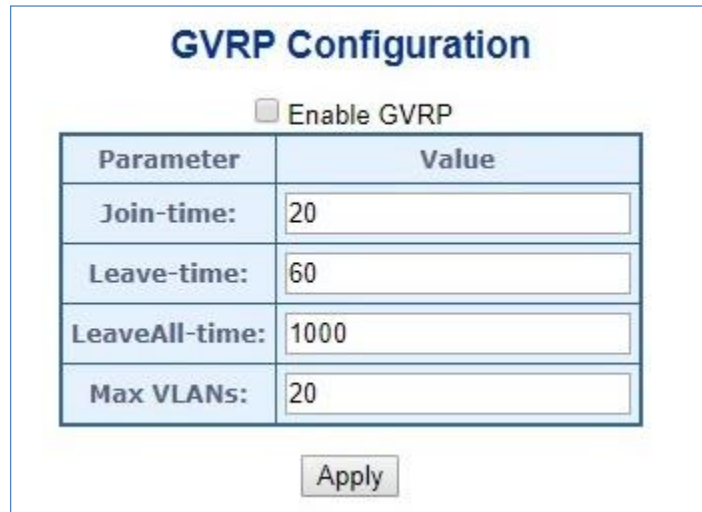 GVRP Configuration
Enable GVRP
Parameter Value
Join-time: 20
Leave-time: 60
LeaveAll-time: 1000
Max VLANs: 20
Apply